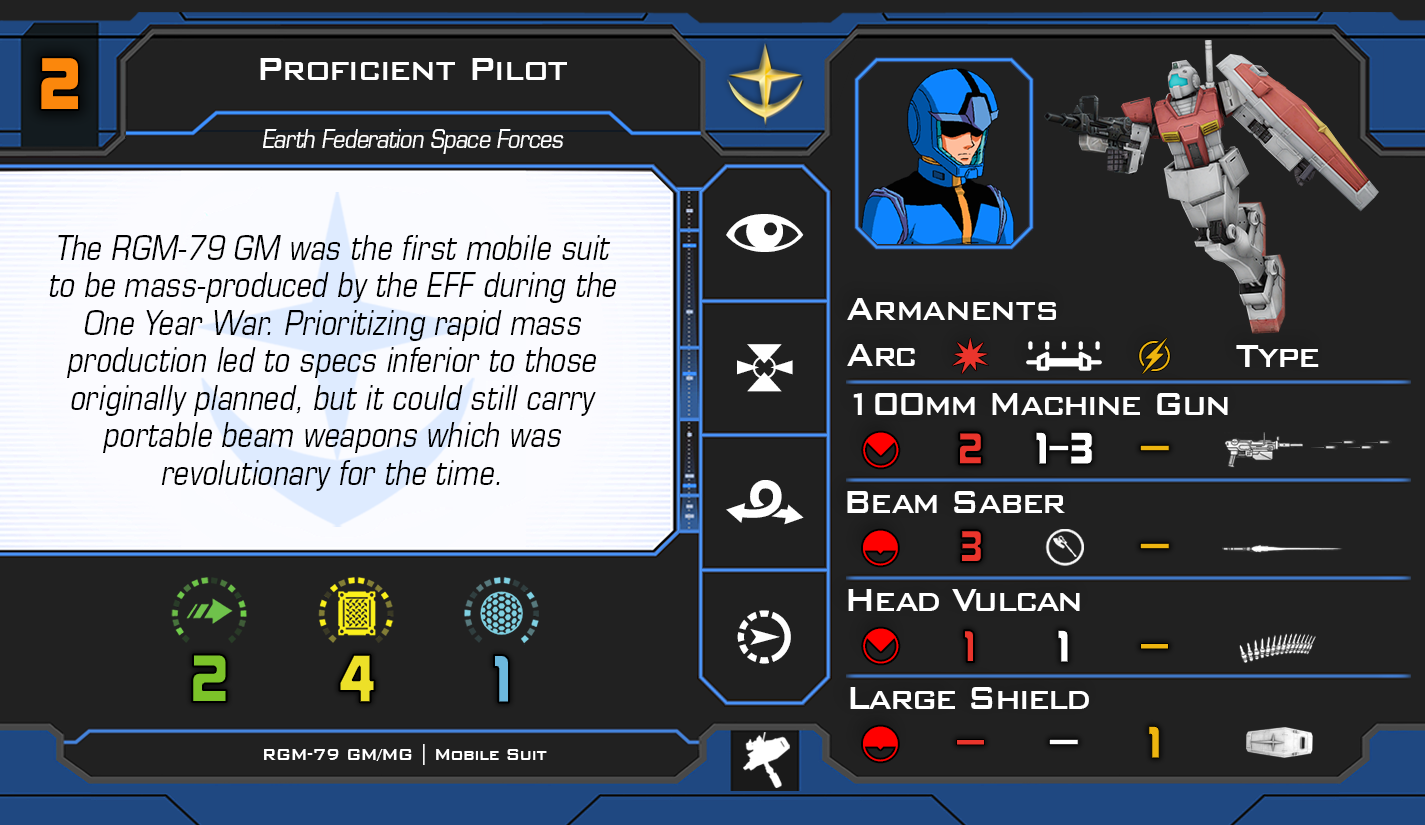 2
Proficient Pilot
Earth Federation Space Forces
The RGM-79 GM was the first mobile suit
to be mass-produced by the EFF during the
One Year War. Prioritizing rapid mass
production led to specs inferior to those
originally planned, but it could still carry
portable beam weapons which was
revolutionary for the time.
2 4 1
RGM-79 GM/MG | Mobile Suit
Armanents
Arc Type
100mm Machine Gun
2 1-3 –
Beam Saber
3 –
Head Vulcan
1 1 –
Large Shield
– – 1